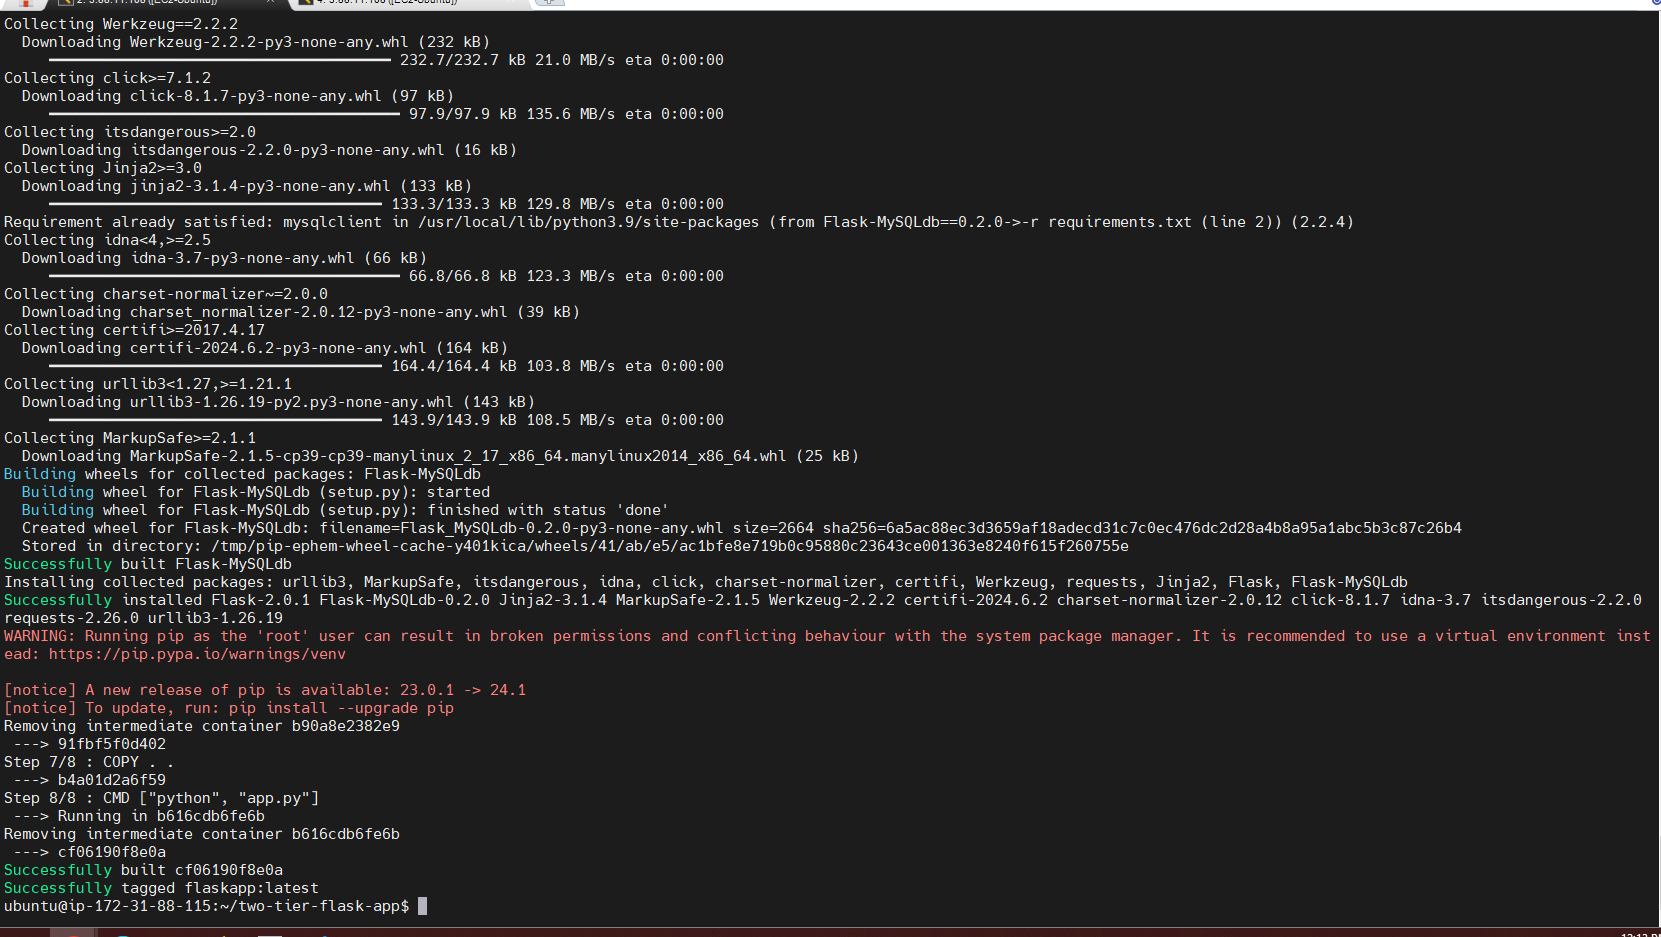 Collecting Werkzeug==2.2.2
Downloading Werkzeug-2.2.2-py3-none-any.whl (232 kB)
232.7/232.7 kB 21.0 MB/s eta 0:00:00
Collecting click>=7.1.2
Downloading click-8.1.7-py3-none-any.whl (97 kB)
97.9/97.9 kB 135.6 MB/s eta 0:00:00
Collecting itsdangerous>=2.0
Downloading itsdangerous-2.2.0-py3-none-any.whl (16 kB)
Collecting Jinja2>=3.0
Downloading jinja2-3.1.4-py3-none-any.whl (133 kB)
133.3/133.3 kB 129.8 MB/s eta 0:00:00
Requirement already satisfied: mysqlclient in /usr/local/lib/python3.9/site-packages (from Flask-MySQLdb==0.2.0->-r requirements.txt (line 2)) (2.2.4)
Collecting idna<4,>=2.5
Downloading idna-3.7-py3-none-any.whl (66 kB)
66.8/66.8 kB 123.3 MB/s eta 0:00:00
Collecting charset-normalizer~=2.0.0
Downloading charset_normalizer-2.0.12-py3-none-any.whl (39 kB)
Collecting certifi>=2017.4.17
Downloading certifi-2024.6.2-py3-none-any.whl (164 kB)
164.4/164.4 kB 103.8 MB/s eta 0:00:00
Collecting urllib3<1.27,>=1.21.1
Downloading urllib3-1.26.19-py2.py3-none-any.whl (143 kB)
143.9/143.9 kB 108.5 MB/s eta 0:00:00
Collecting MarkupSafe>=2.1.1
Downloading MarkupSafe-2.1.5-cp39-cp39-manylinux_2_17_x86_64.manylinux2014_x86_64.whl (25 kB)
Building wheels for collected packages: Flask-MySQLdb
Building wheel for Flask-MySQLdb (setup.py): started
Building wheel for Flask-MySQLdb (setup.py): finished with status 'done'
Created wheel for Flask-MySQLdb: filename=Flask_MySQLdb-0.2.0-py3-none-any.whl size=2664 sha256=6a5ac88ec3d3659af18adecd31c7c0ec476dc2d28a4b8a95a1abc5b3c87c26b4
Stored in directory: /tmp/pip-ephem-wheel-cache-y401kica/wheels/41/ab/e5/ac1bfe8e719b0c95880c23643ce001363e8240f615f260755e
Successfully built Flask-MySQLdb
Installing collected packages: urllib3, MarkupSafe, itsdangerous, idna, click, charset-normalizer, certifi, Werkzeug, requests, Jinja2, Flask, Flask-MySQLdb
Successfully installed Flask-2.0.1 Flask-MySQLdb-0.2.0 Jinja2-3.1.4 MarkupSafe-2.1.5 Werkzeug-2.2.2 certifi-2024.6.2 charset-normalizer-2.0.12 click-8.1.7 idna-3.7 itsdangerous-2.2.0
requests-2.26.0 urllib3-1.26.19
WARNING: Running pip as the 'root' user can result in broken permissions and conflicting behaviour with the system package manager. It is recommended to use a virtual environment inst
ead: https://pip.pypa.io/warnings/venv
[notice] A new release of pip is available: 23.0.1 -> 24.1
[notice] To update, run: pip install --upgrade pip
Removing intermediate container b90a8e2382e9
---> 91fbf5f0d402
Step 7/8 : COPY . .
---> b4a01d2a6f59
Step 8/8 : CMD ["python", "app.py"]
---> Running in b616cdb6fe6b
Removing intermediate container b616cdb6fe6b
---> cf06190f8e0a
Successfully built cf06190f8e0a
Successfully tagged flaskapp:latest
ubuntu@ip-172-31-88-115:~/two-tier-flask-app$